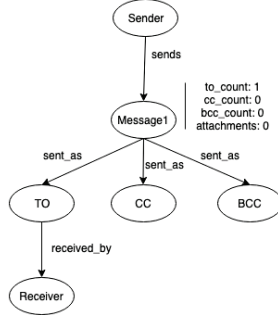 Sender
sends
Message1
to_count: 1
cc_count: 0
bcc_count: 0
attachments: 0
sent_as
sent_as
sent_as
TO
CC
BCC
received_by
Receiver